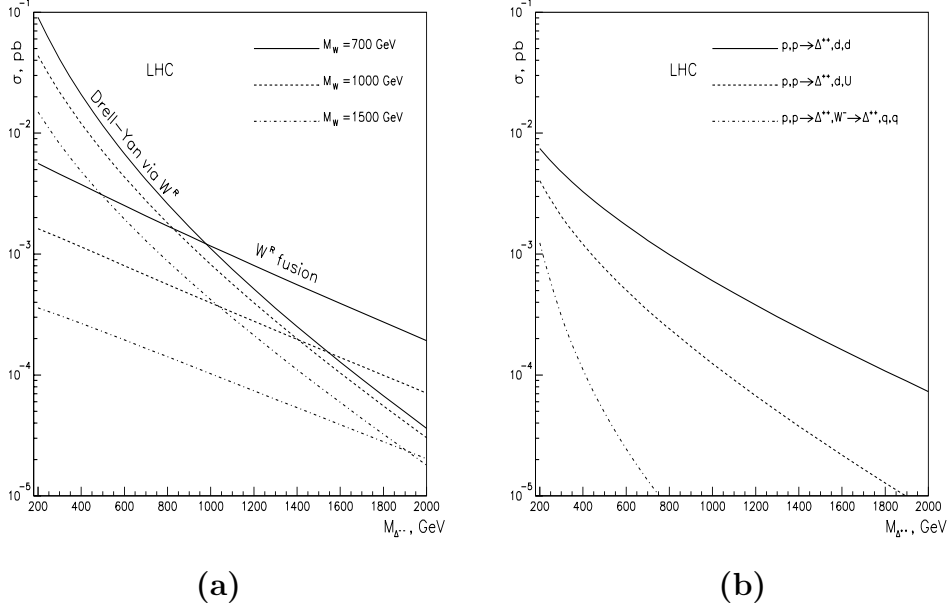 σ, pb
10⁻¹
10⁻²
10⁻³
10⁻⁴
10⁻⁵
LHC
M_W = 700 GeV
M_W = 1000 GeV
M_W = 1500 GeV
Drell–Yan via Wᴿ
Wᴿ fusion
200 400 600 800 1000 1200 1400 1600 1800 2000
M_Δ⁻⁻, GeV
(a)
σ, pb
10⁻¹
10⁻²
10⁻³
10⁻⁴
10⁻⁵
LHC
p,p→Δ⁺⁺,d,d
p,p→Δ⁺⁺,d,U
p,p→Δ⁺⁺,W⁻→Δ⁺⁺,q,q
200 400 600 800 1000 1200 1400 1600 1800 2000
M_Δ⁻⁻, GeV
(b)